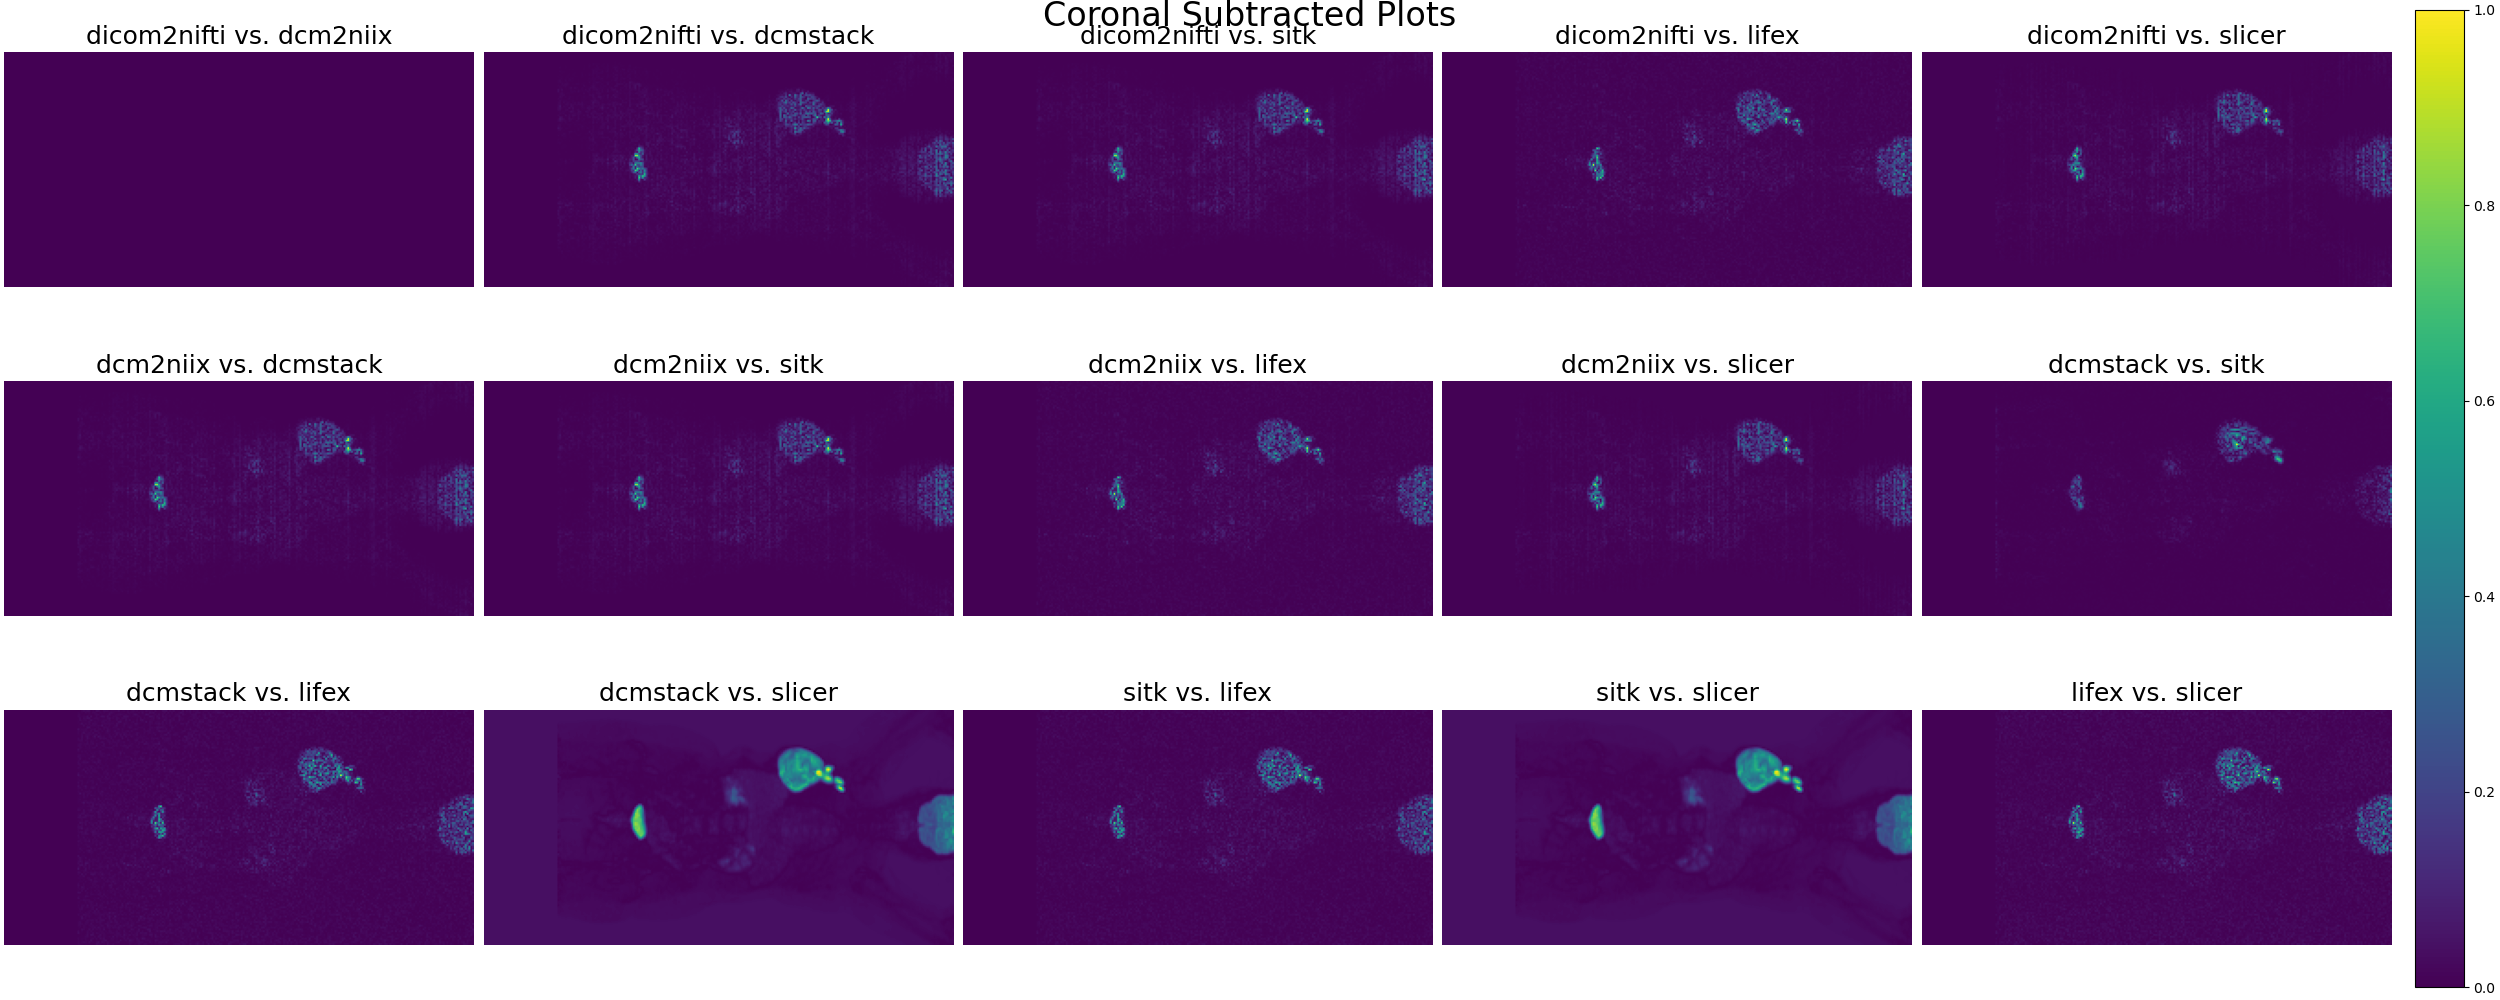 Coronal Subtracted Plots
dicom2nifti vs. dcm2niix
dicom2nifti vs. dcmstack
dicom2nifti vs. sitk
dicom2nifti vs. lifex
dicom2nifti vs. slicer
dcm2niix vs. dcmstack
dcm2niix vs. sitk
dcm2niix vs. lifex
dcm2niix vs. slicer
dcmstack vs. sitk
dcmstack vs. lifex
dcmstack vs. slicer
sitk vs. lifex
sitk vs. slicer
lifex vs. slicer
1.0
0.8
0.6
0.4
0.2
0.0